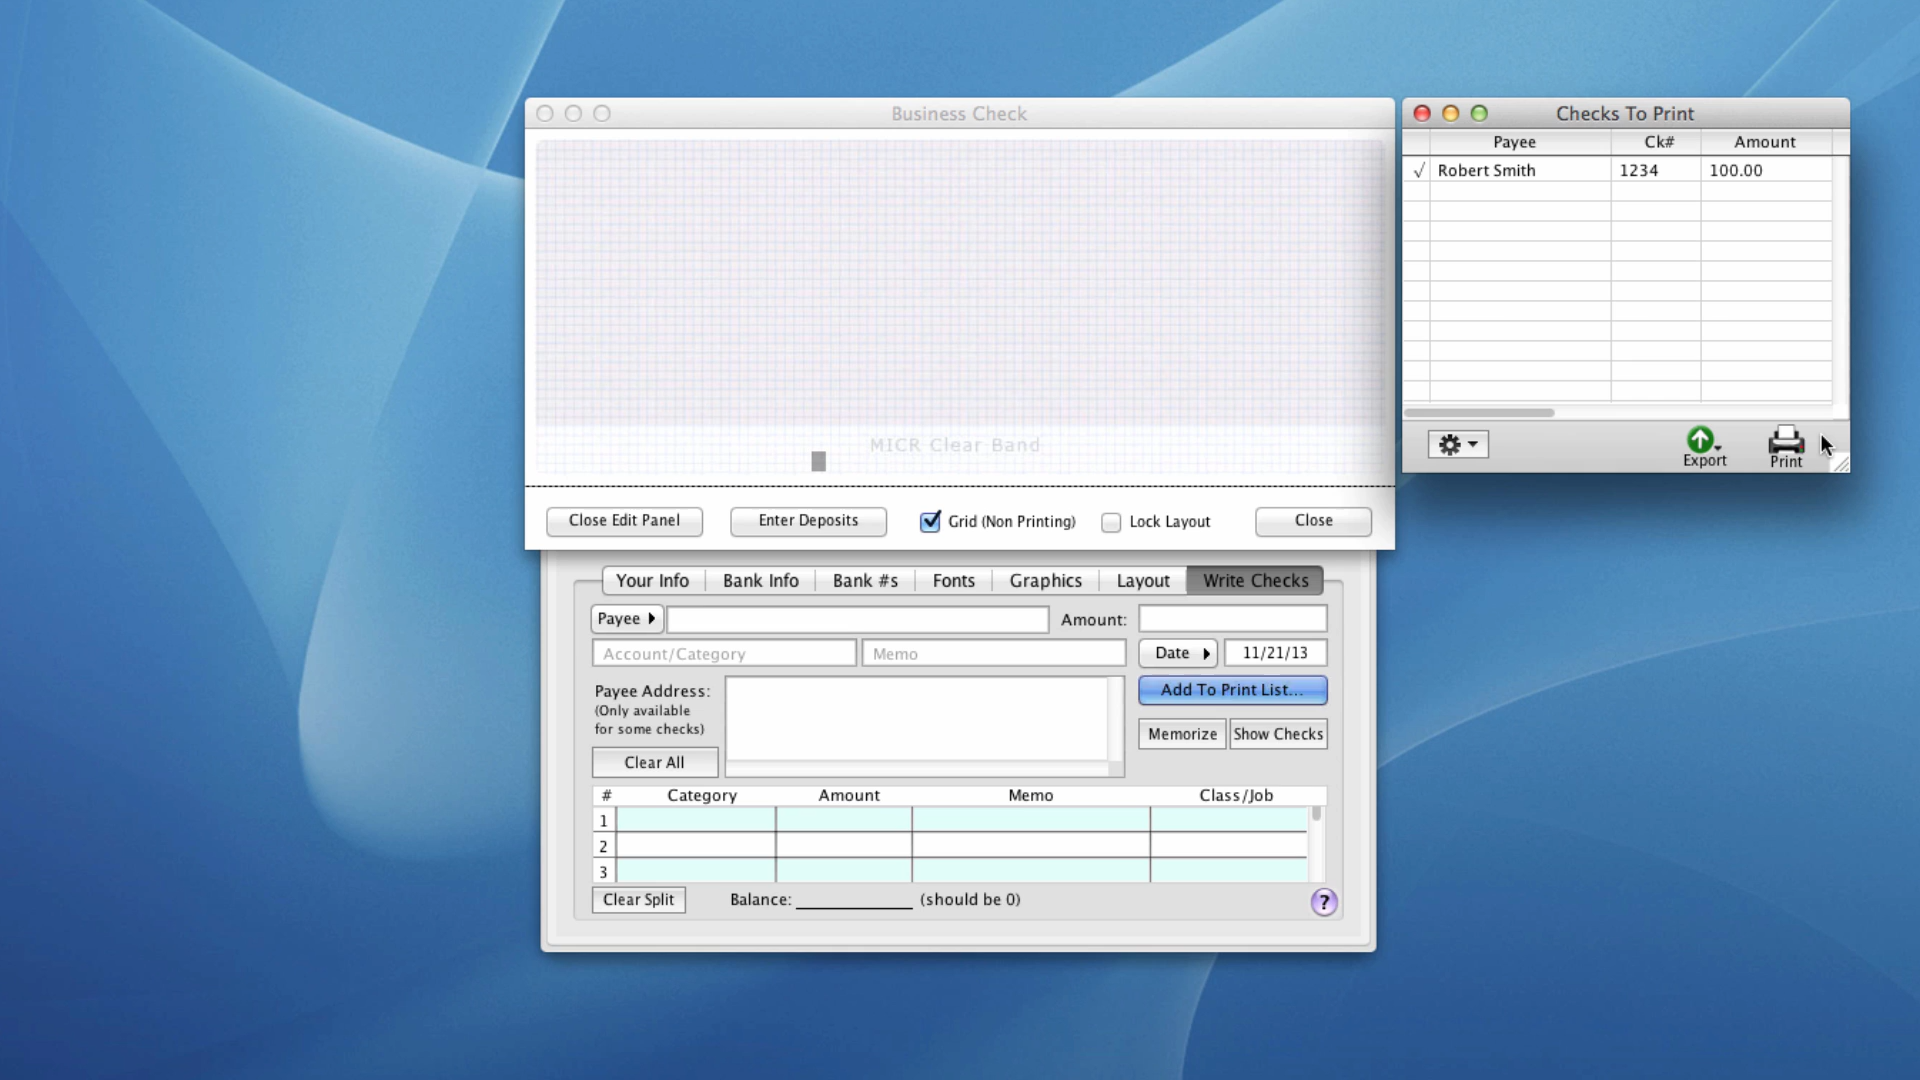 Business Check
MICR Clear Band
Close Edit Panel Enter Deposits Grid (Non Printing) Lock Layout Close
Checks To Print
Payee Ck# Amount
√ Robert Smith 1234 100.00
Export Print
Your Info Bank Info Bank #s Fonts Graphics Layout Write Checks
Payee Amount:
Account/Category Memo Date 11/21/13
Payee Address: Add To Print List...
(Only available
for some checks) Memorize Show Checks
Clear All
# Category Amount Memo Class/Job
1
2
3
Clear Split Balance: (should be 0) ?